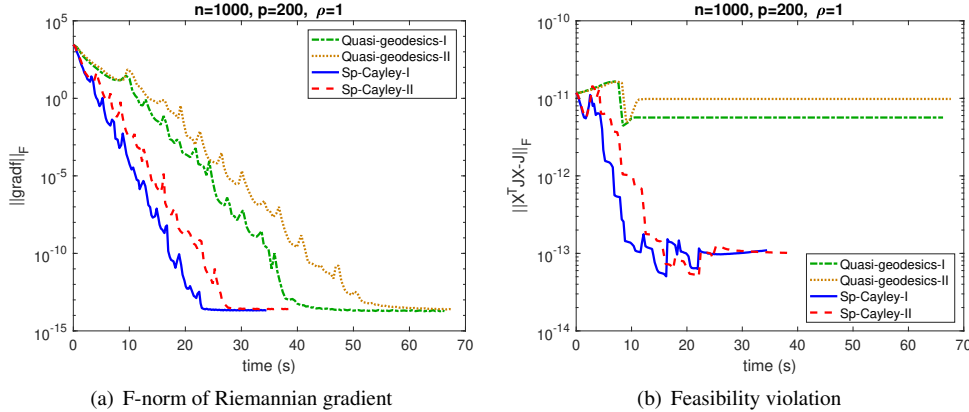 n=1000, p=200, ρ=1
10^5
10^0
10^-5
10^-10
10^-15
||gradf||_F
0 10 20 30 40 50 60 70
time (s)
Quasi-geodesics-I
Quasi-geodesics-II
Sp-Cayley-I
Sp-Cayley-II
(a) F-norm of Riemannian gradient
n=1000, p=200, ρ=1
10^-10
10^-11
10^-12
10^-13
10^-14
||X^T JX-J||_F
0 10 20 30 40 50 60 70
time (s)
Quasi-geodesics-I
Quasi-geodesics-II
Sp-Cayley-I
Sp-Cayley-II
(b) Feasibility violation